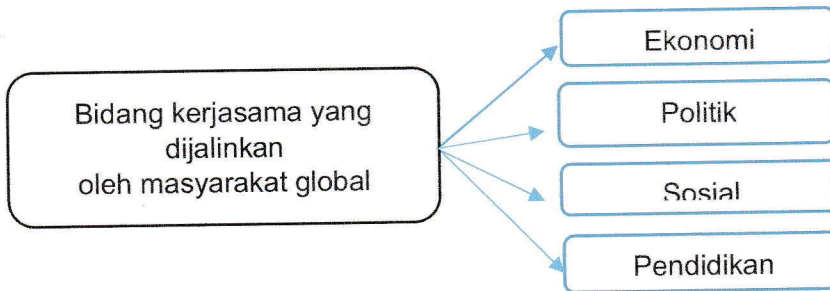 Bidang kerjasama yang
dijalinkan
oleh masyarakat global
Ekonomi
Politik
Sosial
Pendidikan